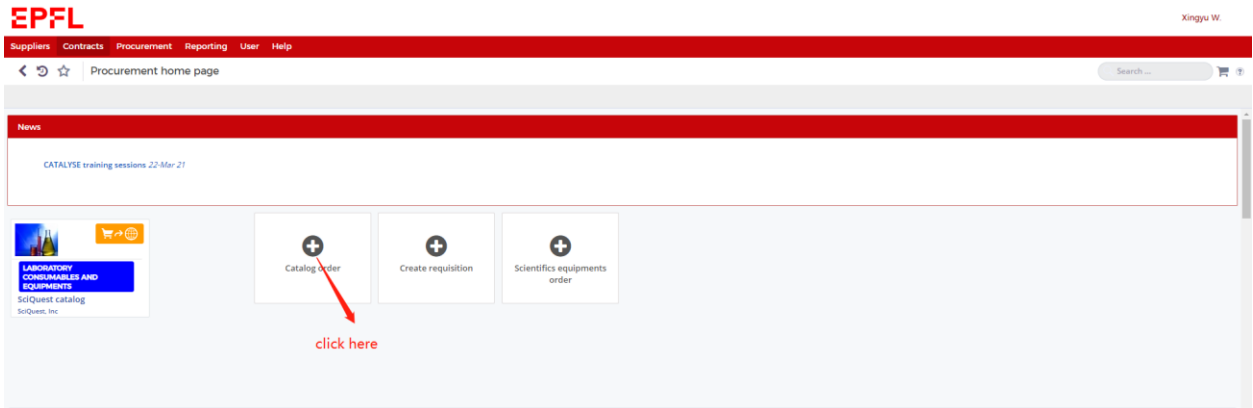 EPFL
Xingyu W.
Suppliers Contracts Procurement Reporting User Help
Procurement home page
Search ...
News
CATALYSE training sessions 22-Mar 21
LABORATORY
CONSUMABLES AND
EQUIPMENTS
SciQuest catalog
SciQuest, Inc
Catalog order
Create requisition
Scientifics equipments
order
click here